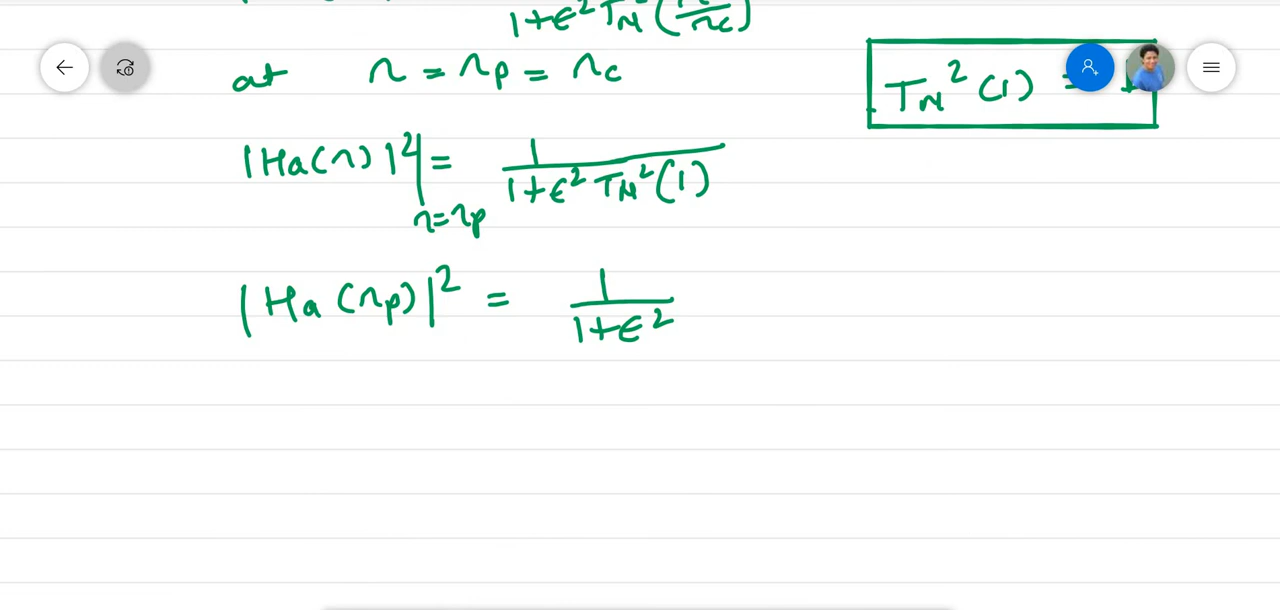 1+ε² TN² (
at Ω = Ωp = Ωc
TN² (1) =
|Ha(Ω)|²|Ω=Ωp = 1/(1+ε² TN²(1))
|Ha(Ωp)|² = 1/(1+ε²)